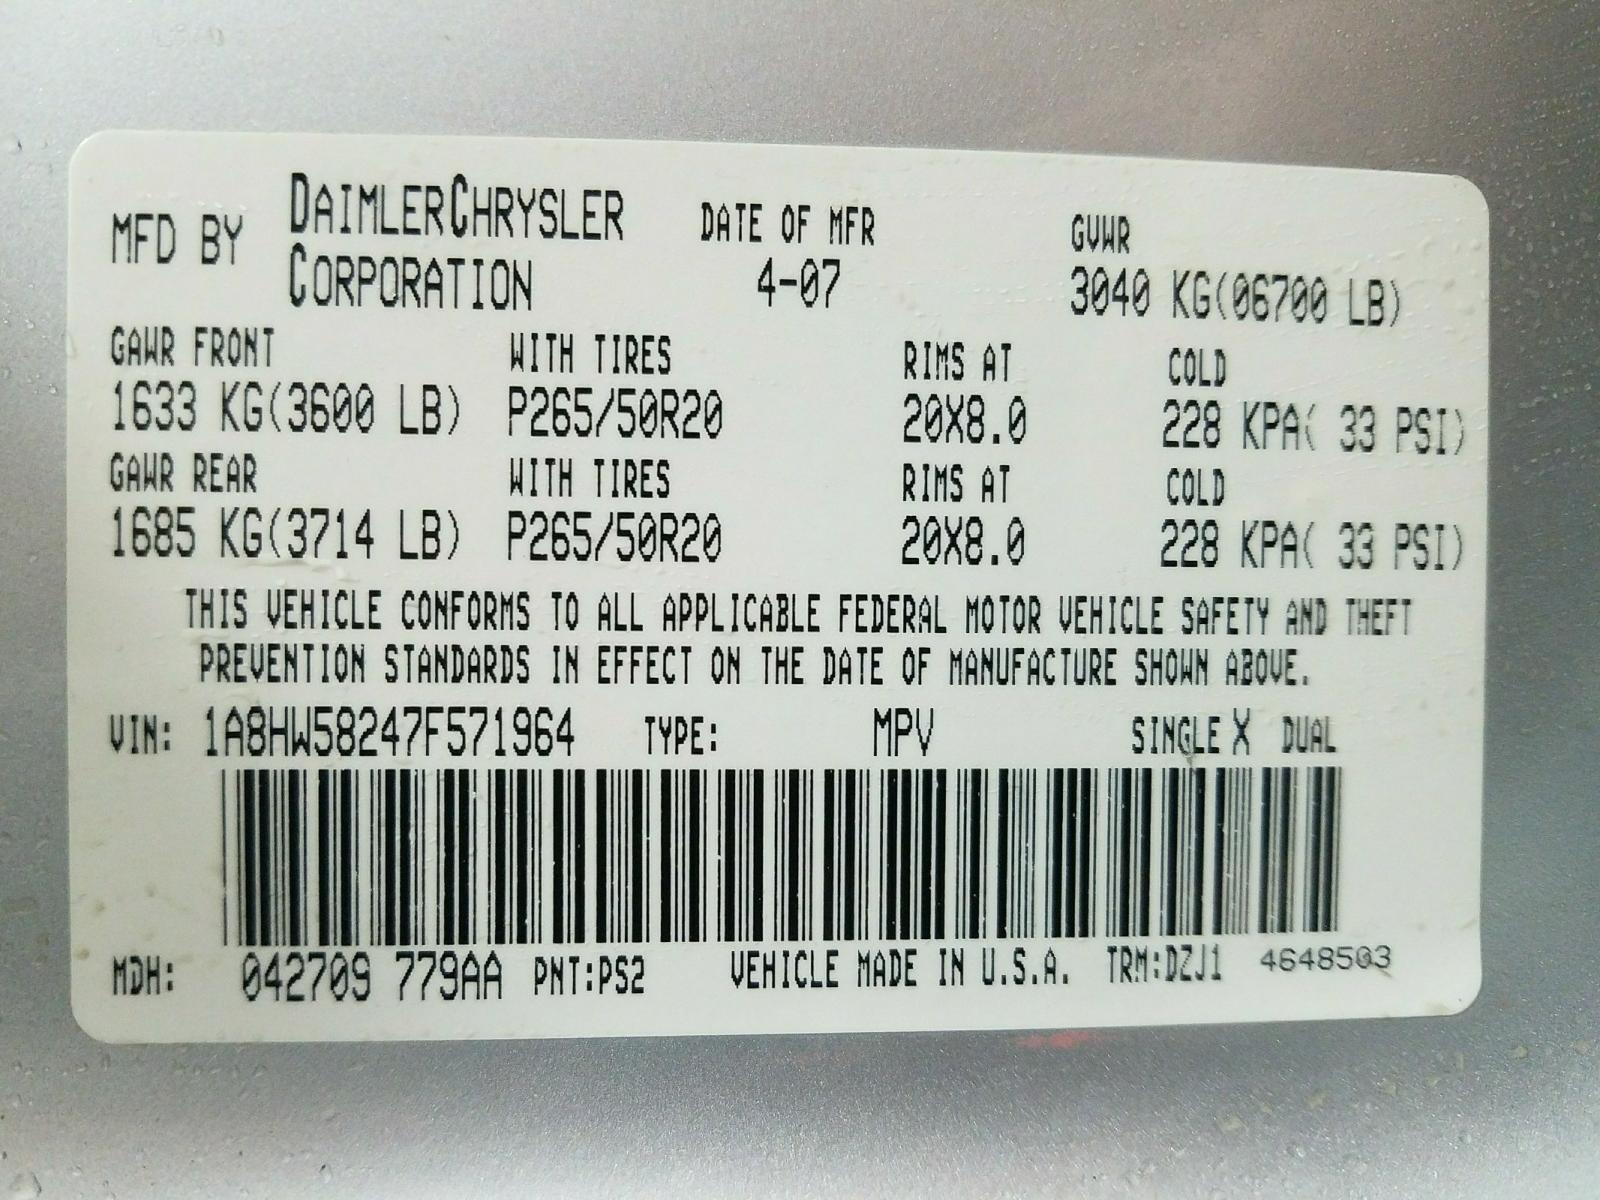 MFD BY DAIMLERCHRYSLER CORPORATION DATE OF MFR 4-07 GVWR 3040 KG(06700 LB)
GAWR FRONT WITH TIRES RIMS AT COLD
1633 KG(3600 LB) P265/50R20 20X8.0 228 KPA( 33 PSI)
GAWR REAR WITH TIRES RIMS AT COLD
1685 KG(3714 LB) P265/50R20 20X8.0 228 KPA( 33 PSI)
THIS VEHICLE CONFORMS TO ALL APPLICABLE FEDERAL MOTOR VEHICLE SAFETY AND THEFT
PREVENTION STANDARDS IN EFFECT ON THE DATE OF MANUFACTURE SHOWN ABOVE.
VIN: 1A8HW58247F571964 TYPE: MPV SINGLE X DUAL
MDH: 042709 779AA PNT:PS2 VEHICLE MADE IN U.S.A. TRM:DZJ1 4648503